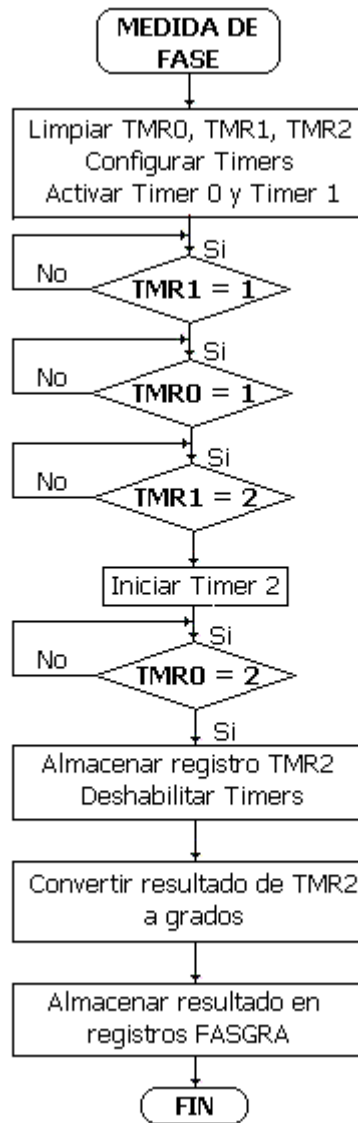 MEDIDA DE
FASE
Limpiar TMR0, TMR1, TMR2
Configurar Timers
Activar Timer 0 y Timer 1
Si
No
TMR1 = 1
Si
No
TMR0 = 1
Si
No
TMR1 = 2
Iniciar Timer 2
Si
No
TMR0 = 2
Si
Almacenar registro TMR2
Deshabilitar Timers
Convertir resultado de TMR2
a grados
Almacenar resultado en
registros FASGRA
FIN